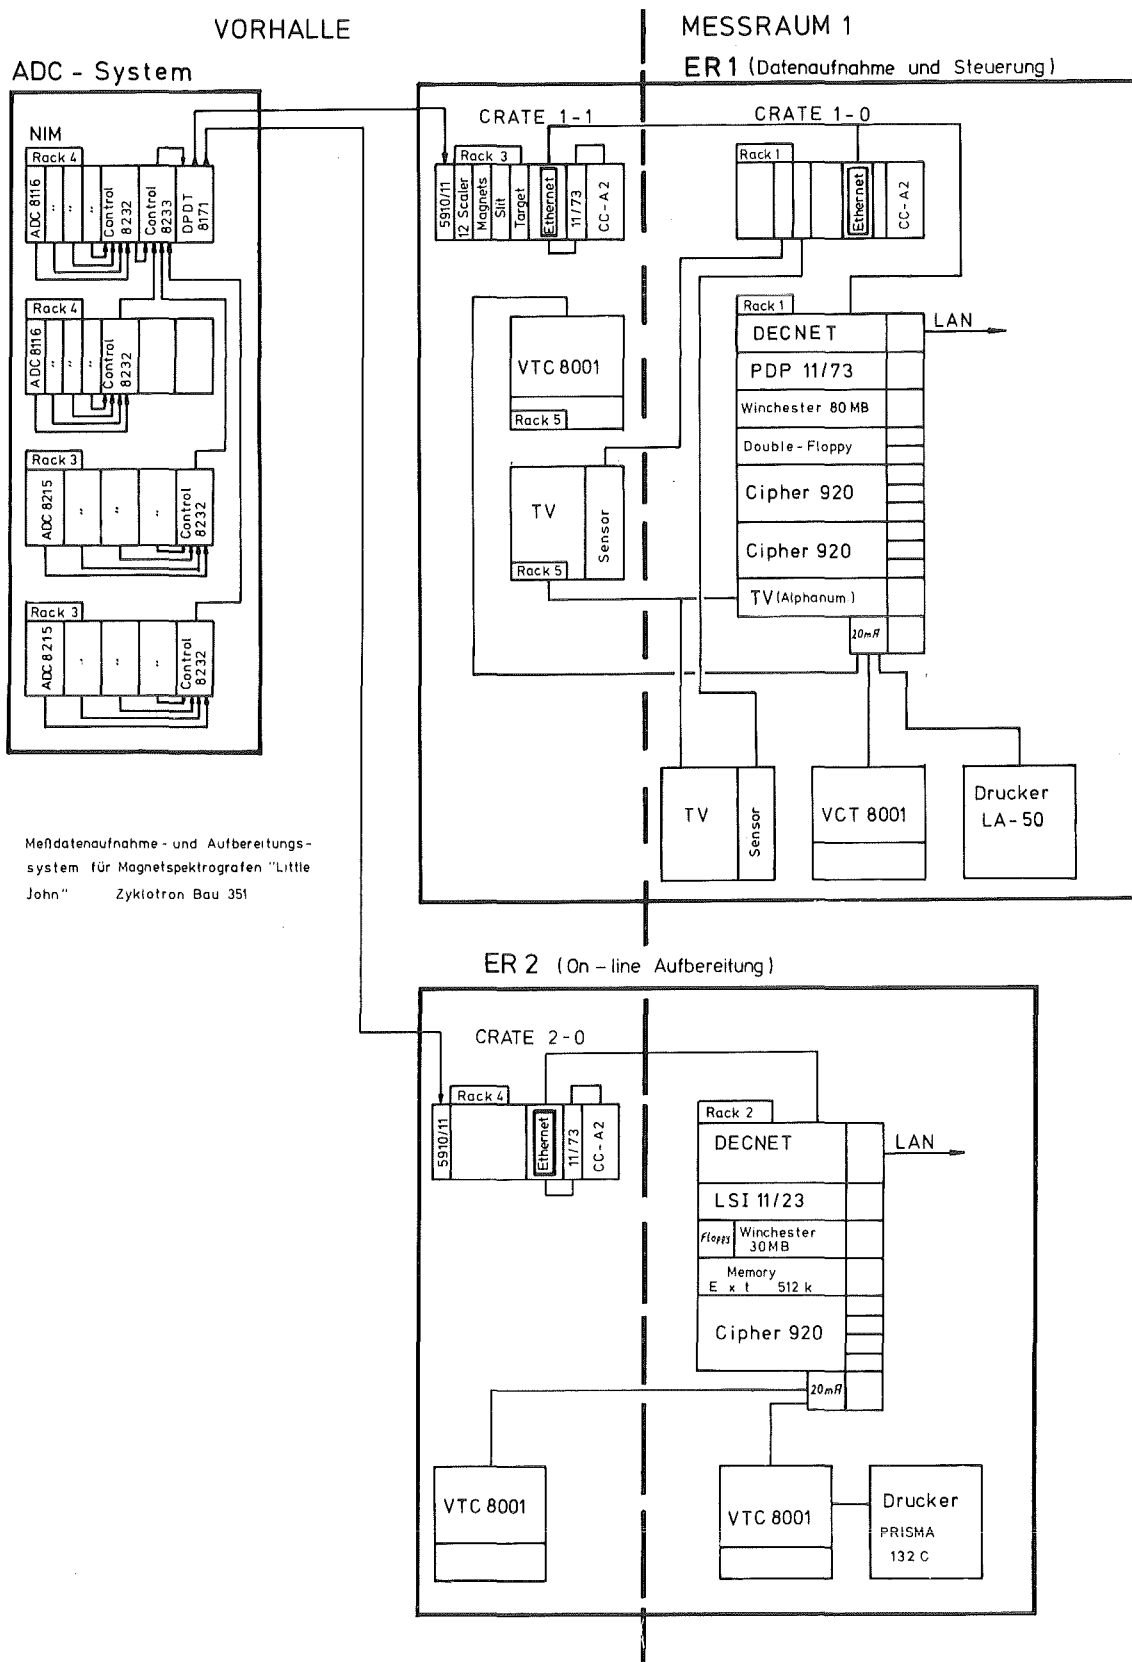 VORHALLE
MESSRAUM 1
ADC - System
ER1 (Datenaufnahme und Steuerung)
NIM
Rack 4
ADC 8116
"
"
"
Control 8232
Control 8233
DPDT 8171
Rack 4
ADC 8116
"
"
"
Control 8232
Rack 3
ADC 8215
"
"
"
Control 8232
Rack 3
ADC 8215
"
"
"
Control 8232
Meßdatenaufnahme - und Aufbereitungs-
system für Magnetspektrografen "Little
John" Zyklotron Bau 351
CRATE 1-1
Rack 3
5910/11
12 Scaler
Magnets
Slit
Target
Ethernet
11/73
CC-A2
CRATE 1-0
Rack 1
Ethernet
CC-A2
VTC 8001
Rack 5
TV
Sensor
Rack 5
Rack 1
DECNET
LAN
PDP 11/73
Winchester 80 MB
Double-Floppy
Cipher 920
Cipher 920
TV (Alphanum.)
20mA
TV
Sensor
VCT 8001
Drucker
LA-50
ER 2 (On-line Aufbereitung)
CRATE 2-0
Rack 4
5910/11
Ethernet
11/73
CC-A2
Rack 2
DECNET
LAN
LSI 11/23
Floppy
Winchester
30MB
Memory
E x t 512 k
Cipher 920
20mA
VTC 8001
VTC 8001
Drucker
PRISMA
132 C